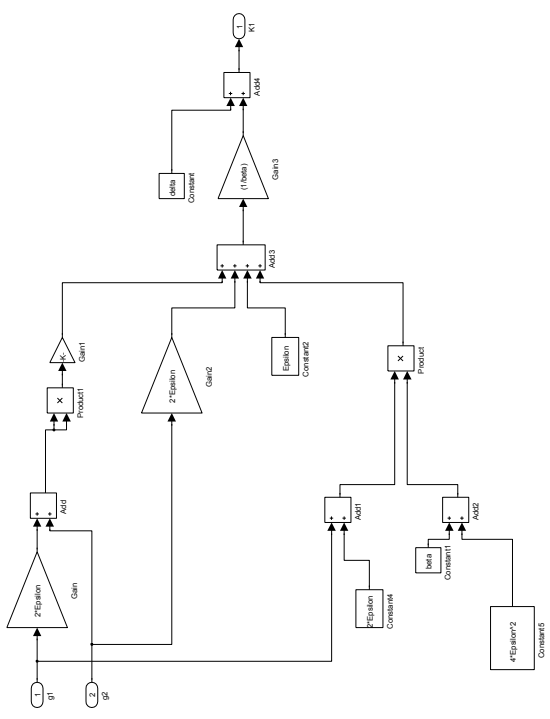 1
K1
+
+
Add4
delta
Constant
(1/beta)
Gain3
+
+
+
+
Add3
-K-
Gain1
×
Product1
2*Epsilon
Gain2
Epsilon
Constant2
×
Product
+
+
Add
+
+
Add1
+
+
Add2
2*Epsilon
Gain
2*Epsilon
Constant4
beta
Constant1
4*Epsilon^2
Constant5
1
g1
2
g2